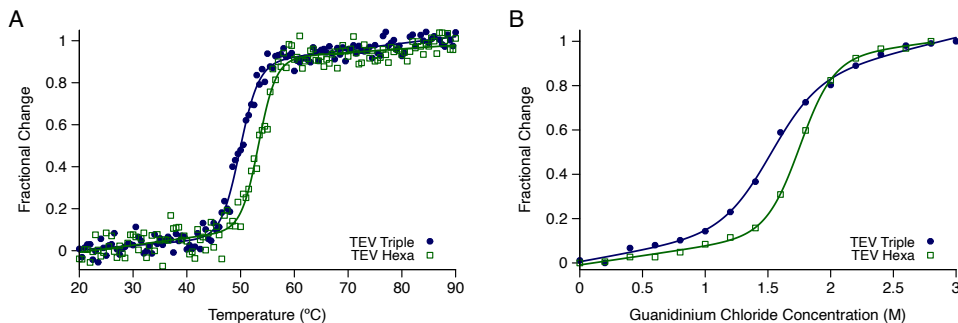 A
1
0.8
0.6
0.4
0.2
0
Fractional Change
TEV Triple
TEV Hexa
20 30 40 50 60 70 80 90
Temperature (ºC)
B
1
0.8
0.6
0.4
0.2
0
Fractional Change
TEV Triple
TEV Hexa
0 0.5 1 1.5 2 2.5 3
Guanidinium Chloride Concentration (M)